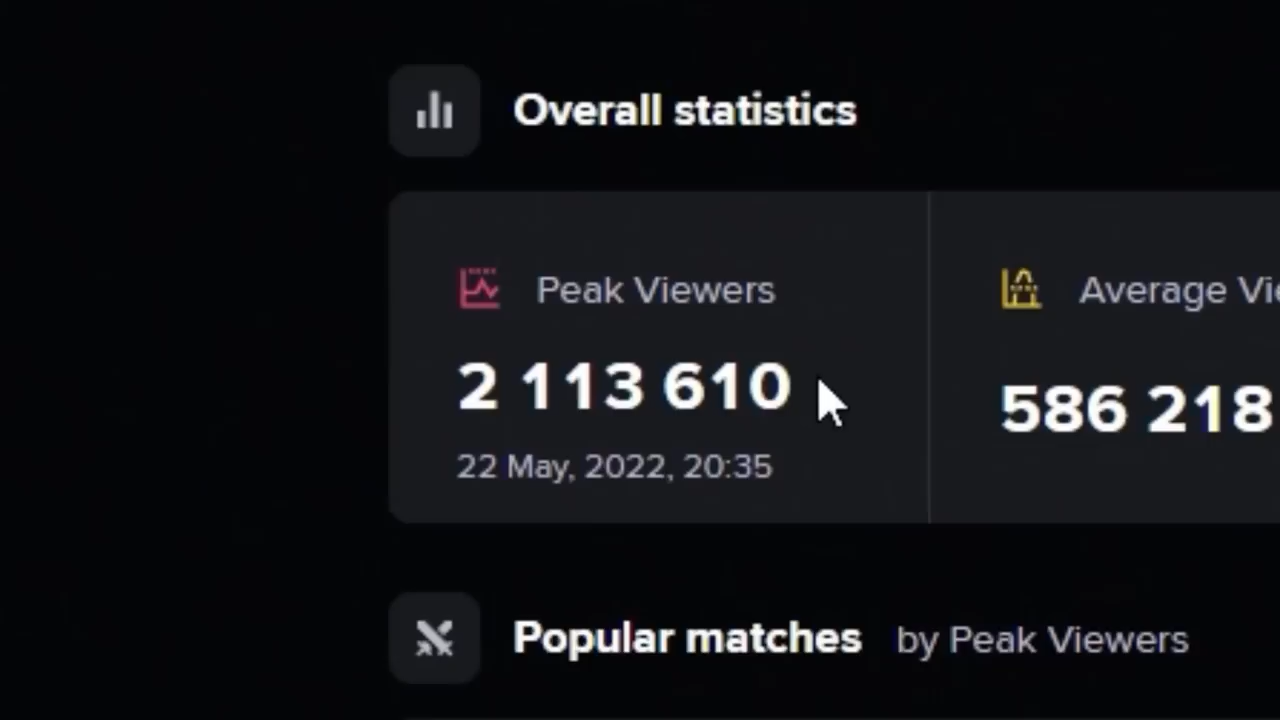 Overall statistics
Peak Viewers
2 113 610
22 May, 2022, 20:35
Average
586 218
Popular matches by Peak Viewers